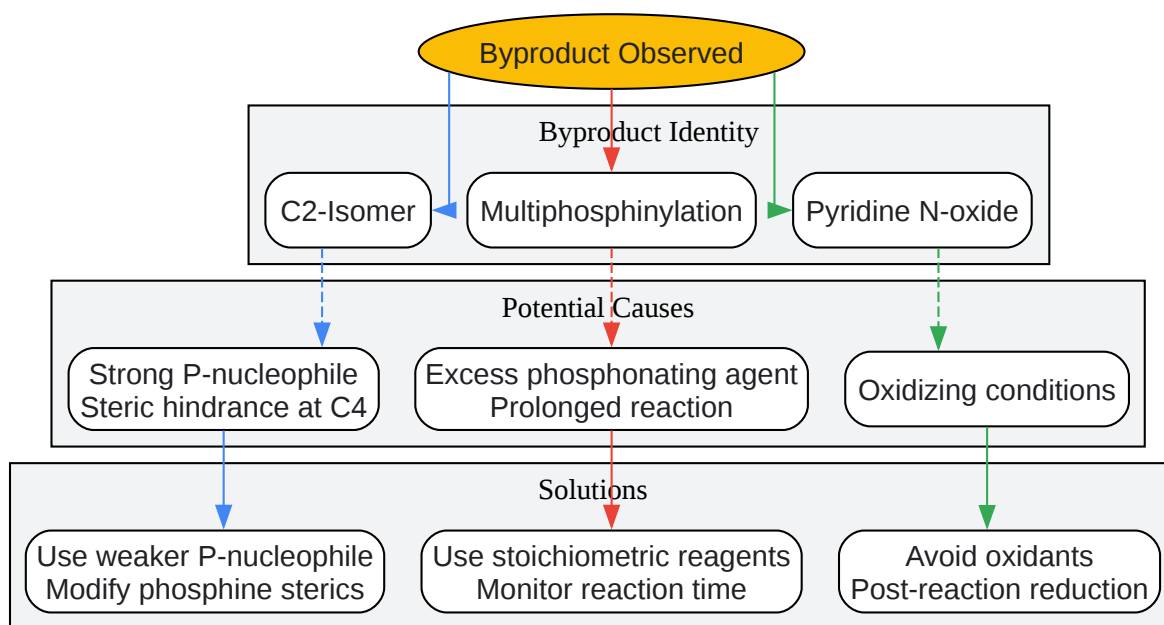 Byproduct Observed
Byproduct Identity
C2-Isomer
Multiphosphinylation
Pyridine N-oxide
Potential Causes
Strong P-nucleophile
Steric hindrance at C4
Excess phosphonating agent
Prolonged reaction
Oxidizing conditions
Solutions
Use weaker P-nucleophile
Modify phosphine sterics
Use stoichiometric reagents
Monitor reaction time
Avoid oxidants
Post-reaction reduction